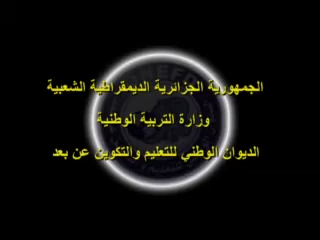 الجمهورية الجزائرية الديمقراطية الشعبية
وزارة التربية الوطنية
الديوان الوطني للتعليم والتكوين عن بعد